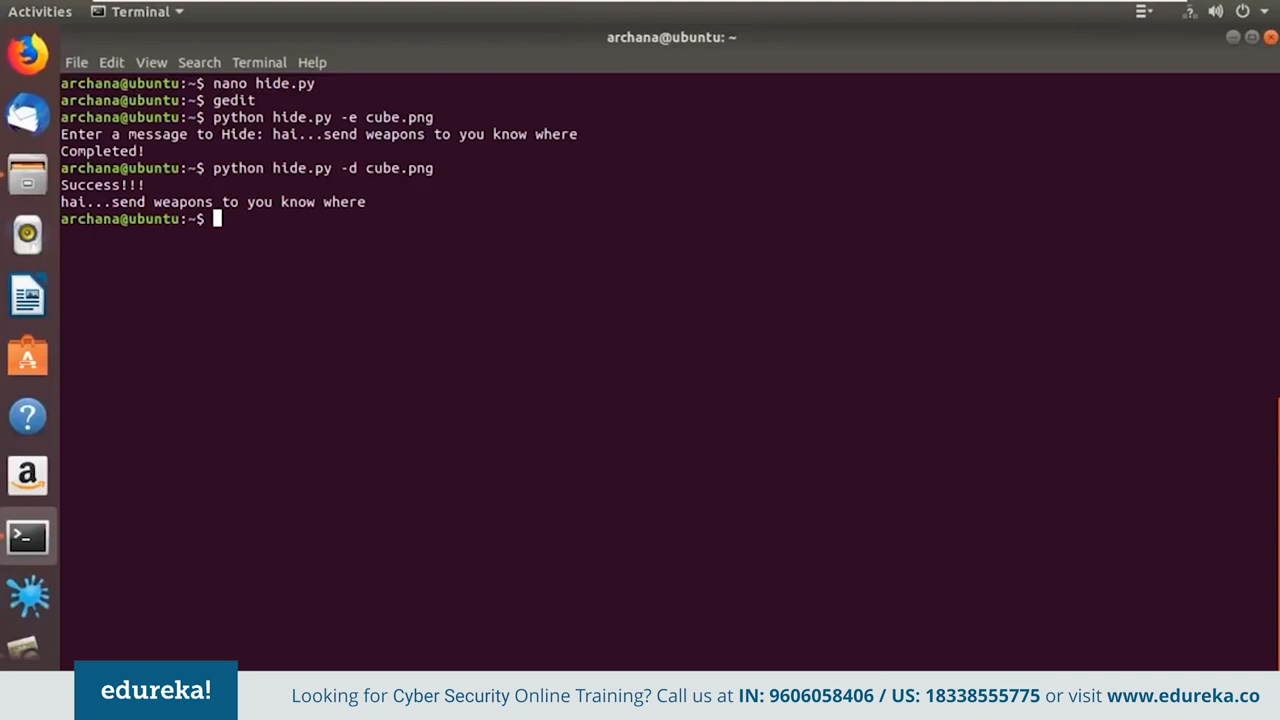 Activities Terminal
archana@ubuntu: ~
File Edit View Search Terminal Help
archana@ubuntu:~$ nano hide.py
archana@ubuntu:~$ gedit
archana@ubuntu:~$ python hide.py -e cube.png
Enter a message to Hide: hai...send weapons to you know where
Completed!
archana@ubuntu:~$ python hide.py -d cube.png
Success!!!
hai...send weapons to you know where
archana@ubuntu:~$
edureka!
Looking for Cyber Security Online Training? Call us at IN: 9606058406 / US: 18338555775 or visit www.edureka.co